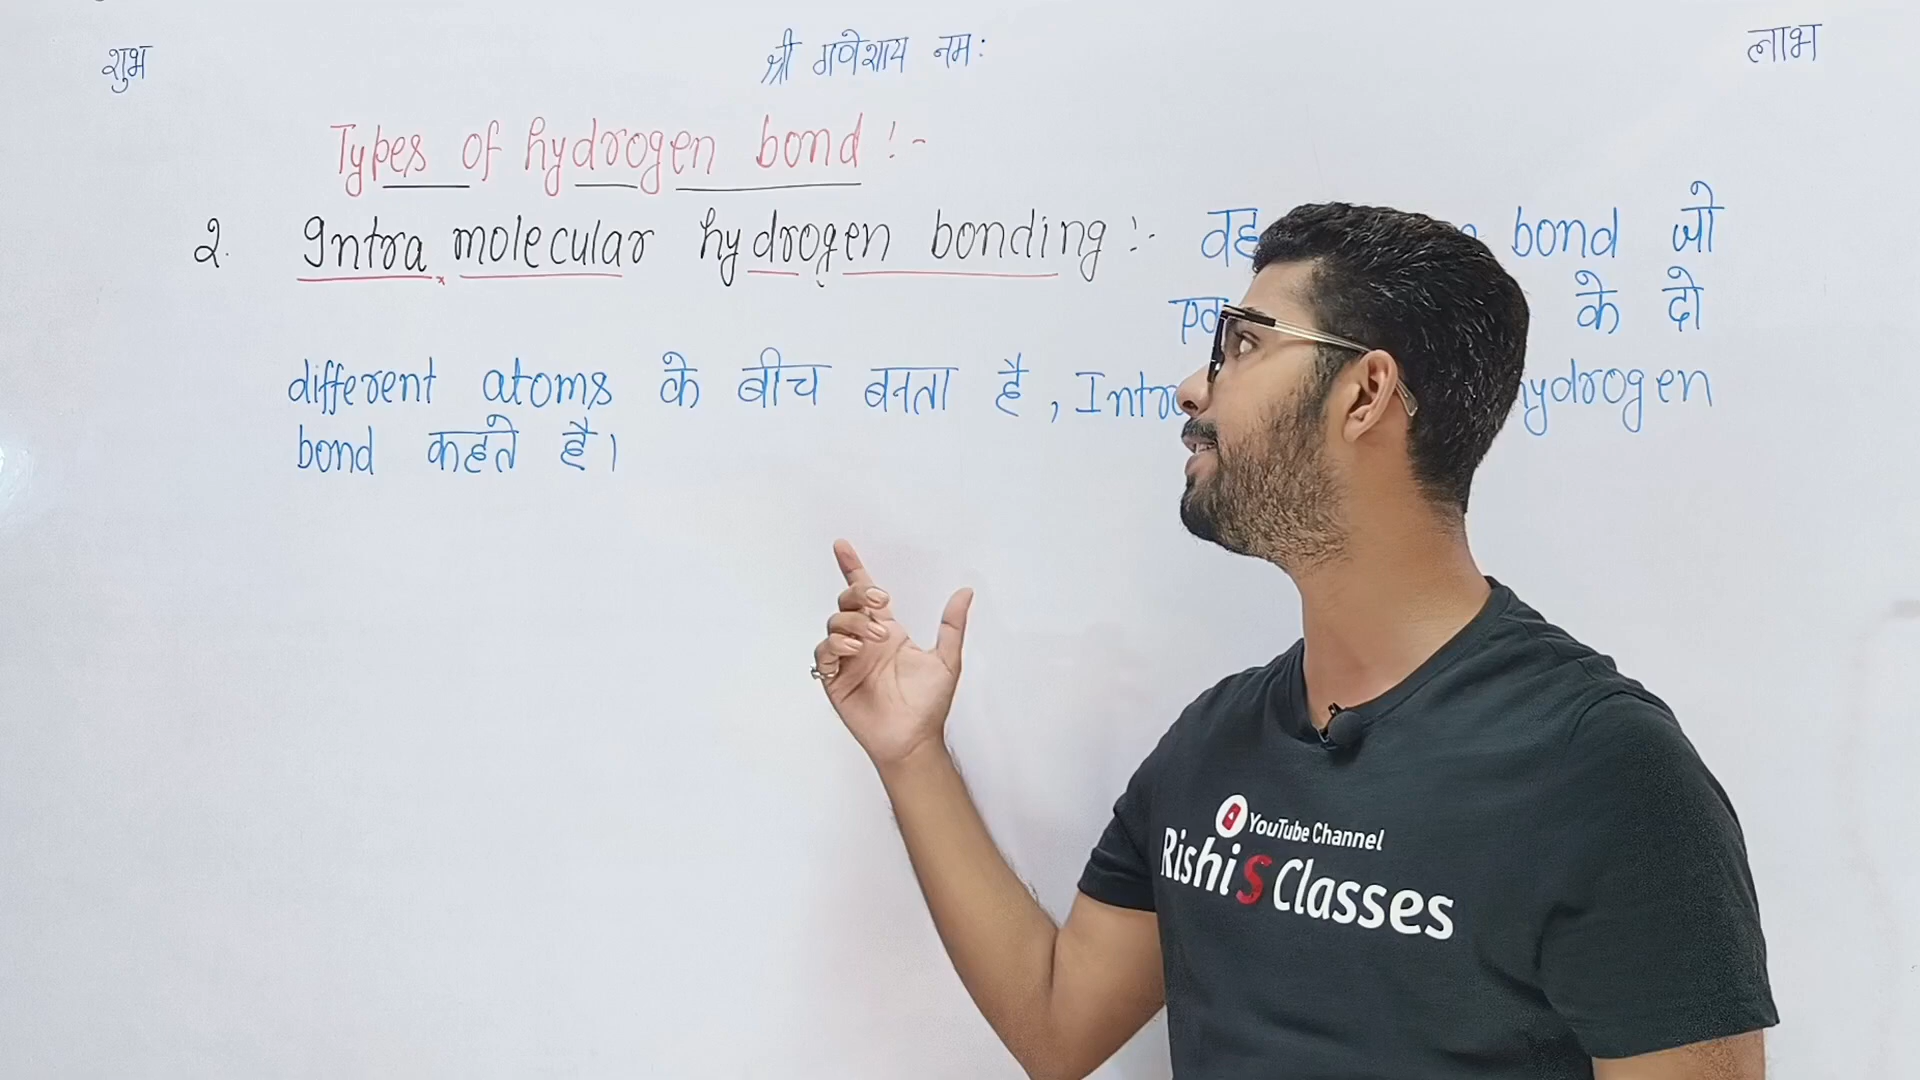 शुभ श्री गणेशाय नम: लाभ
Types of hydrogen bond :-
2. Intra molecular hydrogen bonding :- वह bond जो
के दो
different atoms के बीच बनता है, Intra hydrogen
bond कहते है।
YouTube Channel
RishiS Classes